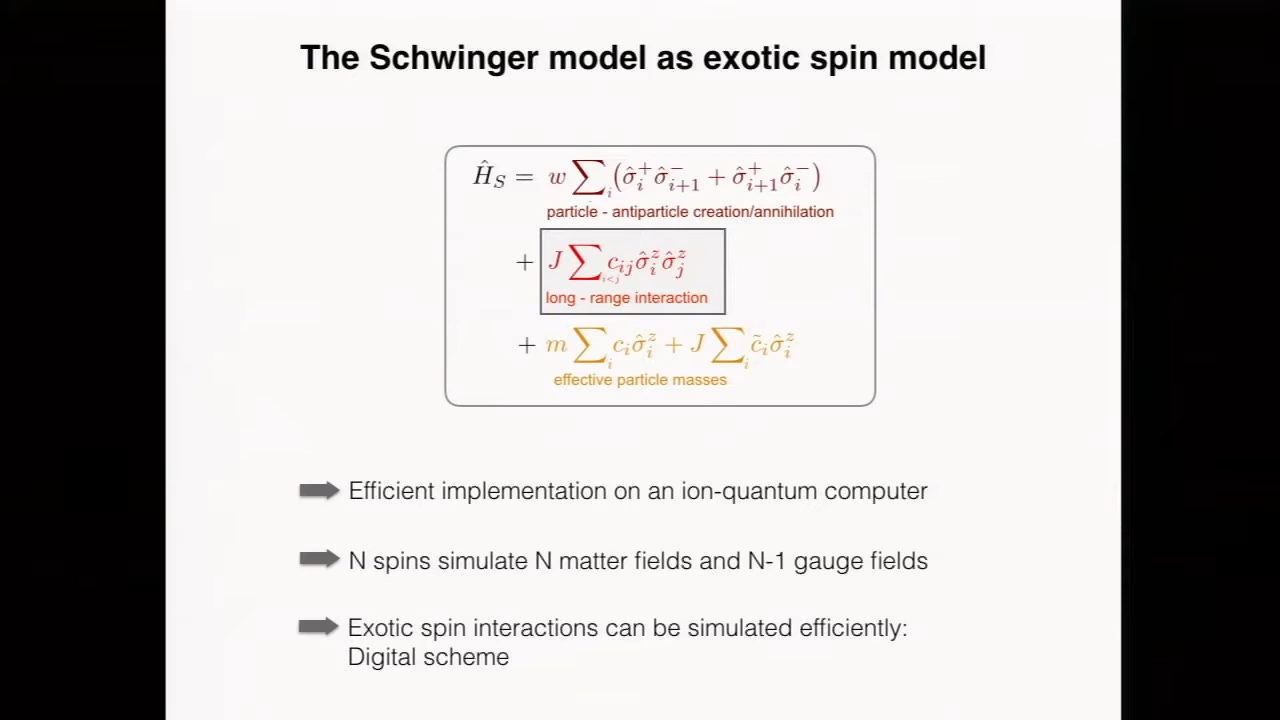 The Schwinger model as exotic spin model
Ĥ_S = w ∑_i (σ̂_i^+ σ̂_{i+1}^- + σ̂_{i+1}^+ σ̂_i^-)
particle - antiparticle creation/annihilation
+ J ∑_{i<j} c_{ij} σ̂_i^z σ̂_j^z
long - range interaction
+ m ∑_i c_i σ̂_i^z + J ∑_i c̃_i σ̂_i^z
effective particle masses
Efficient implementation on an ion-quantum computer
N spins simulate N matter fields and N-1 gauge fields
Exotic spin interactions can be simulated efficiently:
Digital scheme